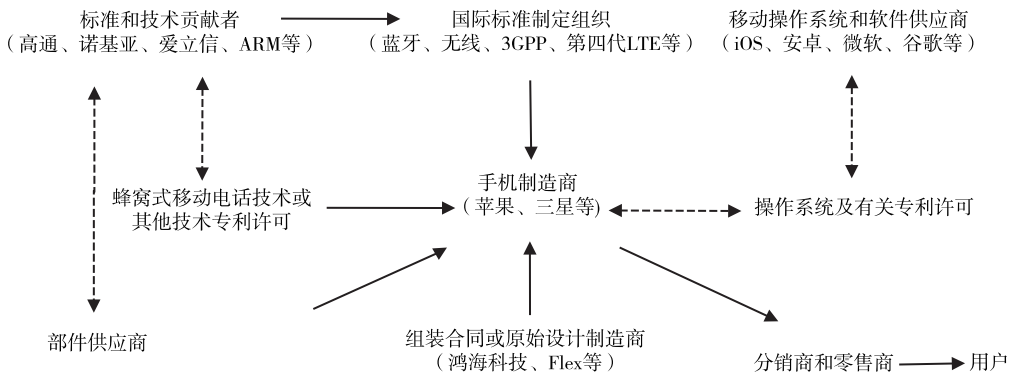 标准和技术贡献者
（高通、诺基亚、爱立信、ARM等）
国际标准制定组织
（蓝牙、无线、3GPP、第四代LTE等）
移动操作系统和软件供应商
（iOS、安卓、微软、谷歌等）
蜂窝式移动电话技术或
其他技术专利许可
手机制造商
（苹果、三星等)
操作系统及有关专利许可
部件供应商
组装合同或原始设计制造商
（鸿海科技、Flex等）
分销商和零售商
用户